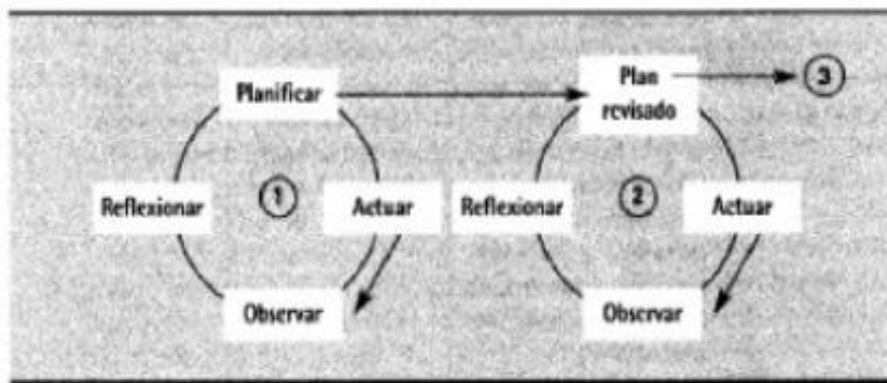 Planificar
Plan
revisado
3
Reflexionar
1
Actuar
Reflexionar
2
Actuar
Observar
Observar